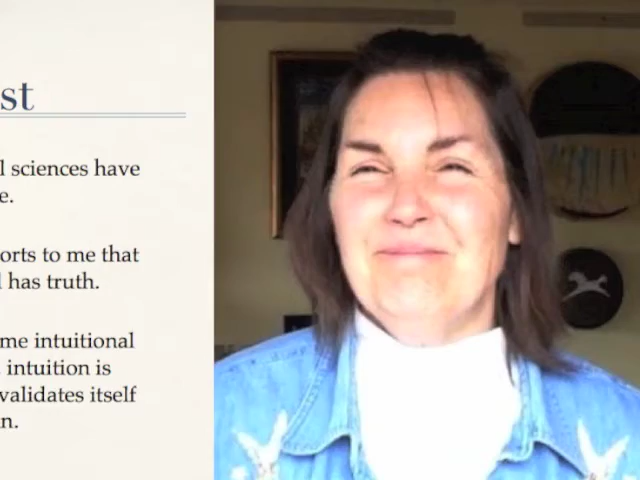 st
l sciences have
e.
orts to me that
l has truth.
me intuitional
intuition is
validates itself
n.